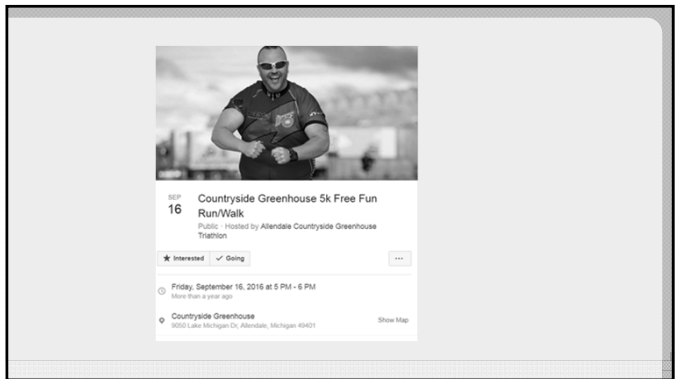 SEP
16
Countryside Greenhouse 5k Free Fun
Run/Walk
Public · Hosted by Allendale Countryside Greenhouse
Triathlon
★ Interested
✓ Going
···
Friday, September 16, 2016 at 5 PM - 6 PM
More than a year ago
Countryside Greenhouse
9050 Lake Michigan Dr, Allendale, Michigan 49401
Show Map